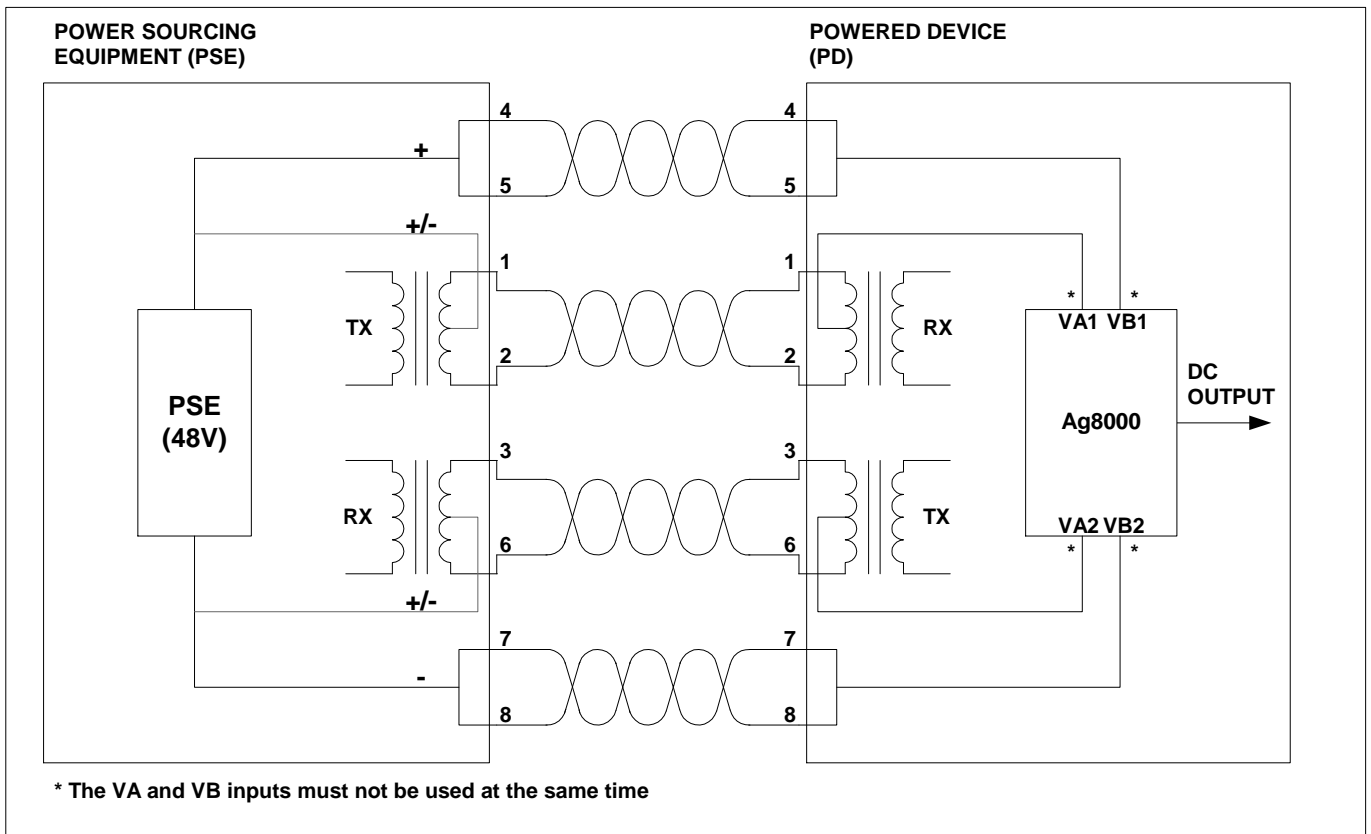 POWER SOURCING
EQUIPMENT (PSE)
POWERED DEVICE
(PD)
4
4
+
5
5
+/-
1
1
TX
RX
* *
VA1 VB1
2
2
DC
OUTPUT
PSE
(48V)
Ag8000
3
3
RX
TX
VA2 VB2
* *
6
6
+/-
7
7
-
8
8
* The VA and VB inputs must not be used at the same time